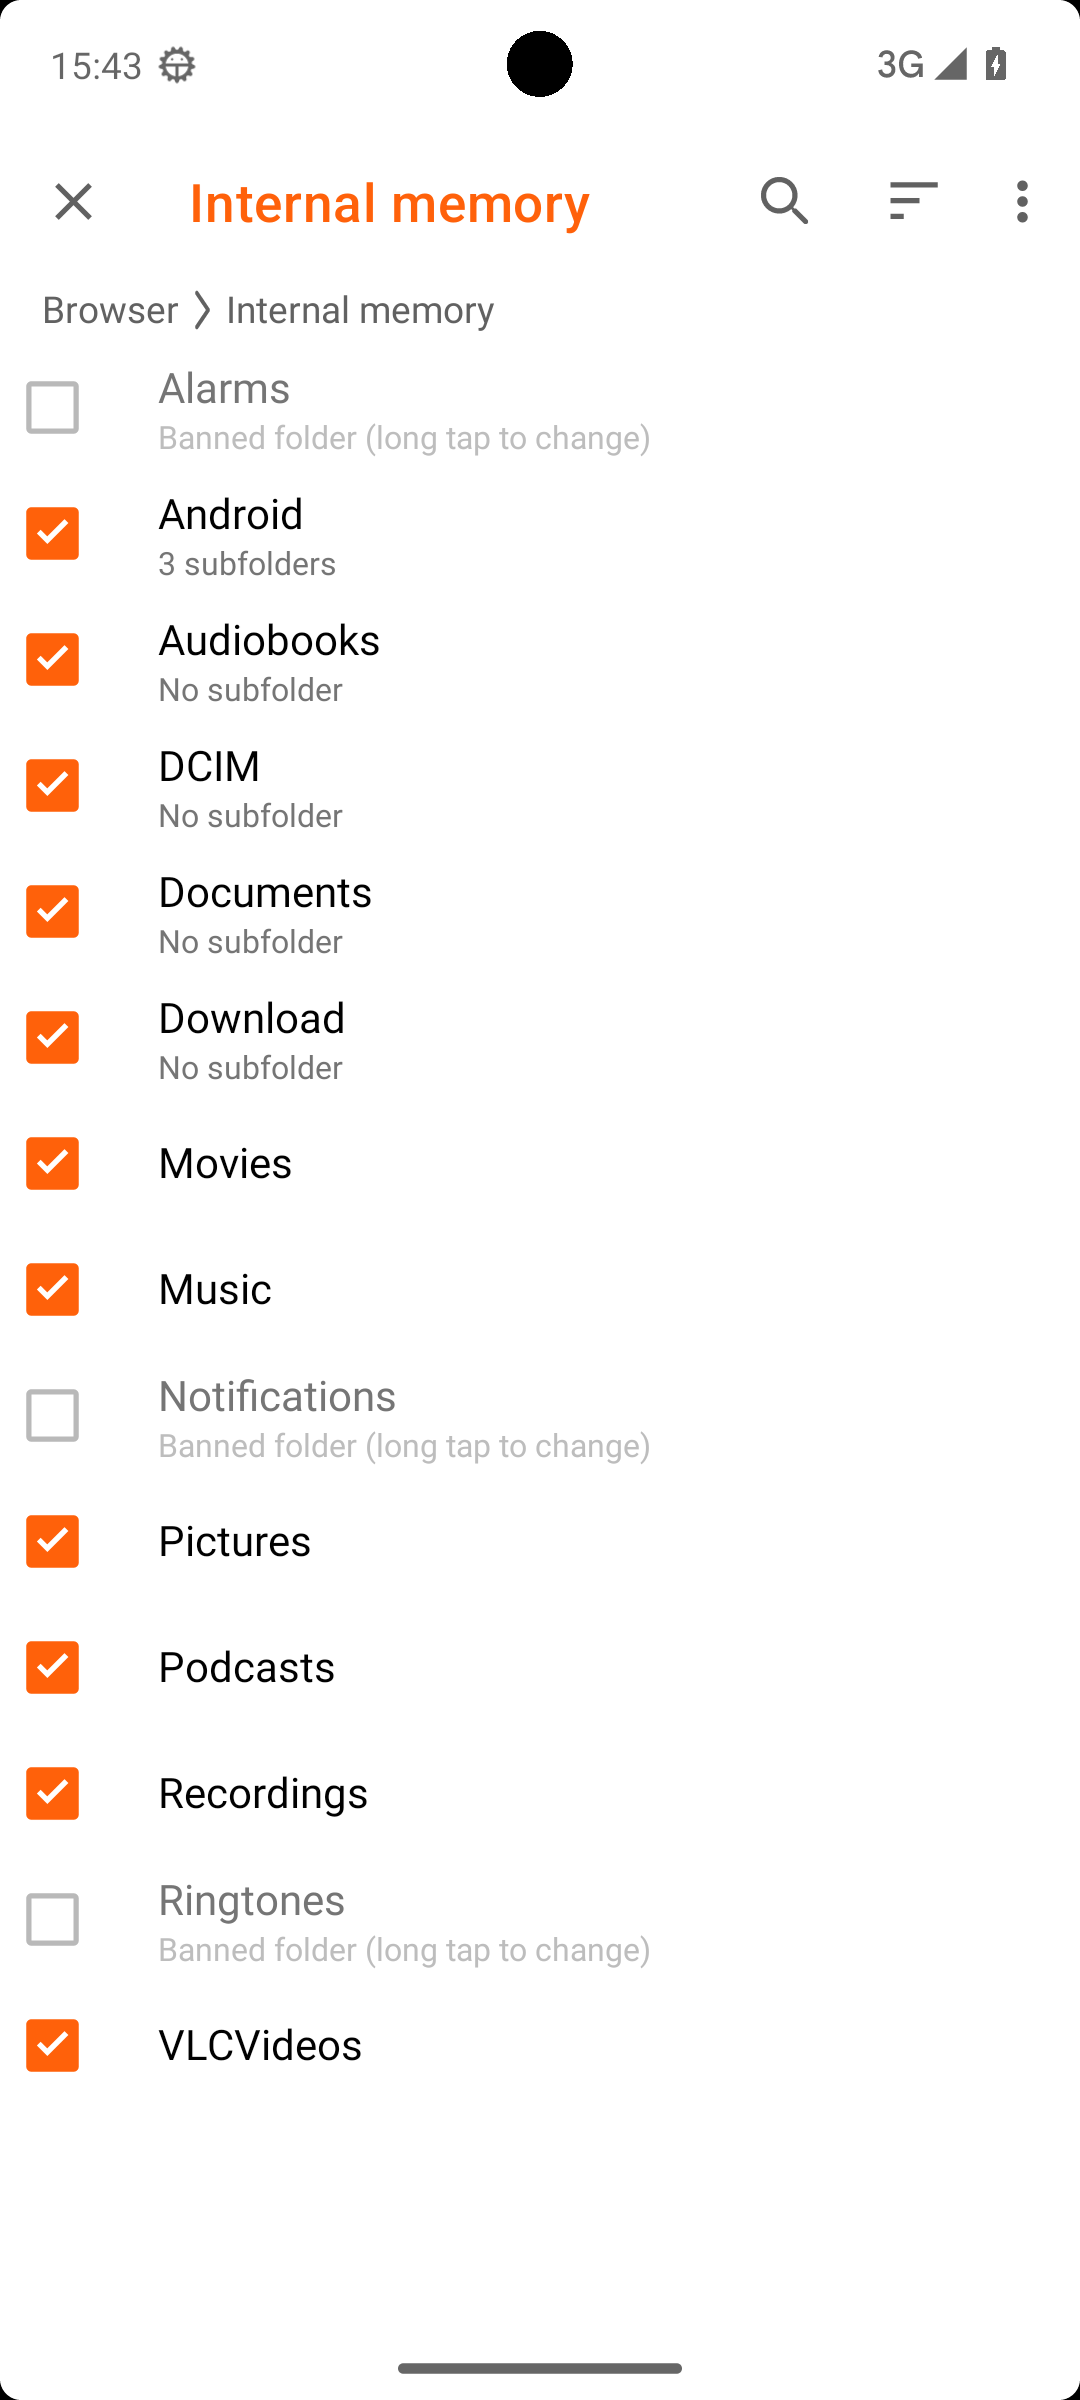 15:43
3G
Internal memory
Browser
Internal memory
Alarms
Banned folder (long tap to change)
Android
3 subfolders
Audiobooks
No subfolder
DCIM
No subfolder
Documents
No subfolder
Download
No subfolder
Movies
Music
Notifications
Banned folder (long tap to change)
Pictures
Podcasts
Recordings
Ringtones
Banned folder (long tap to change)
VLCVideos